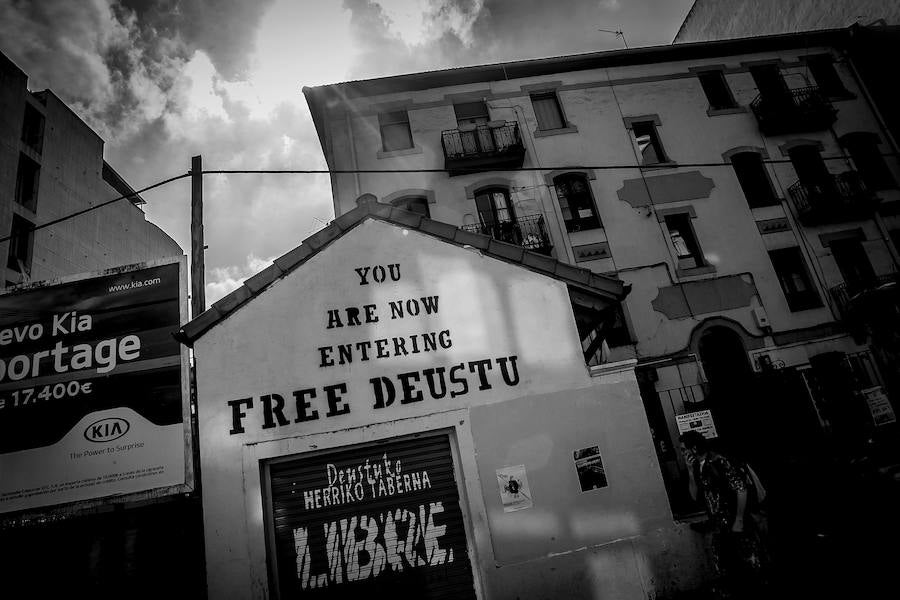 www.kia.com
evo Kia
portage
e 17.400€
KIA
The Power to Surprise
YOU
ARE NOW
ENTERING
FREE DEUSTU
Deustuko
HERRIKO TABERNA
LIBRE